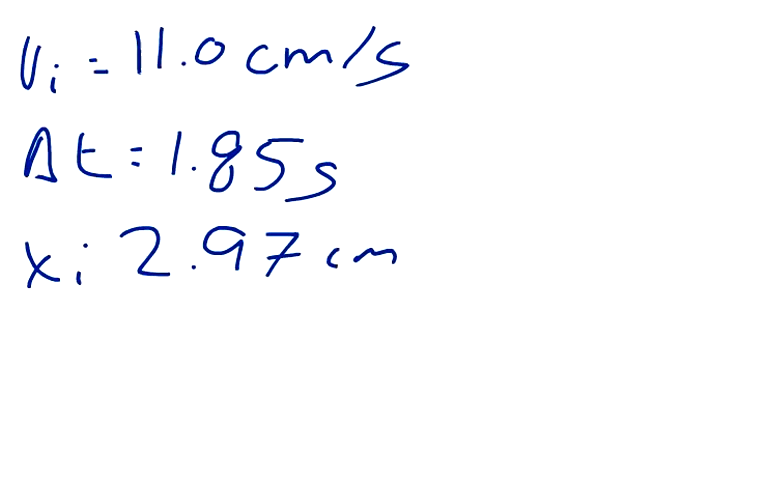 Vi = 11.0 cm/s
Δt = 1.85 s
xi 2.97 cm